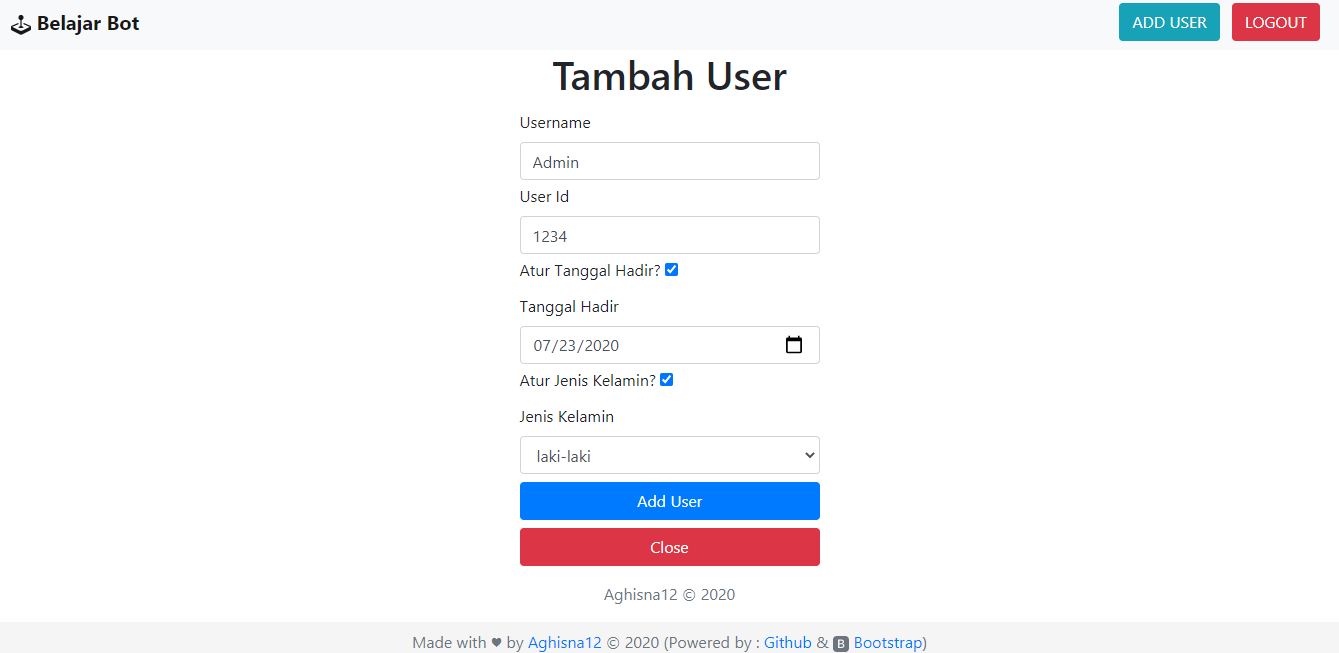 Belajar Bot ADD USER LOGOUT
Tambah User
Username
Admin
User Id
1234
Atur Tanggal Hadir?
Tanggal Hadir
07/23/2020
Atur Jenis Kelamin?
Jenis Kelamin
laki-laki
Add User
Close
Aghisna12 © 2020
Made with ♥ by Aghisna12 © 2020 (Powered by : Github & B Bootstrap)